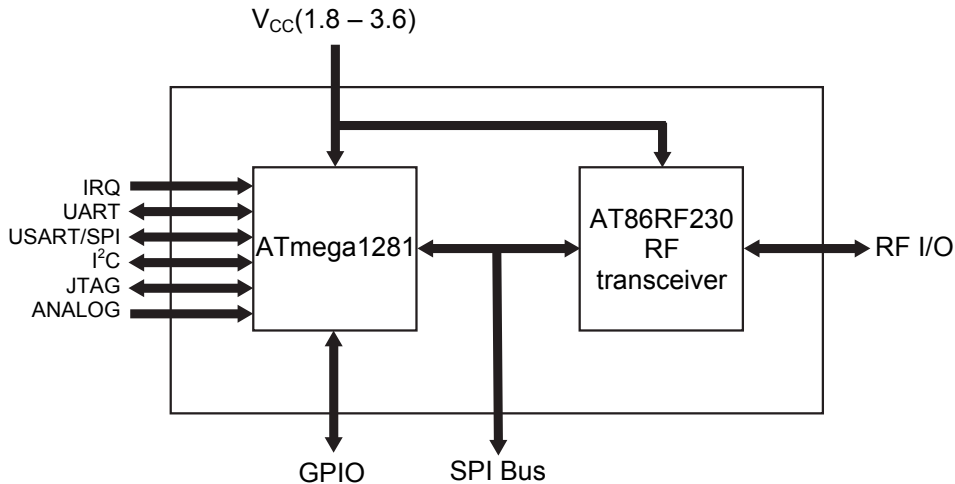 V_CC(1.8 – 3.6)
IRQ
UART
USART/SPI
I²C
JTAG
ANALOG
ATmega1281
AT86RF230
RF
transceiver
RF I/O
GPIO
SPI Bus